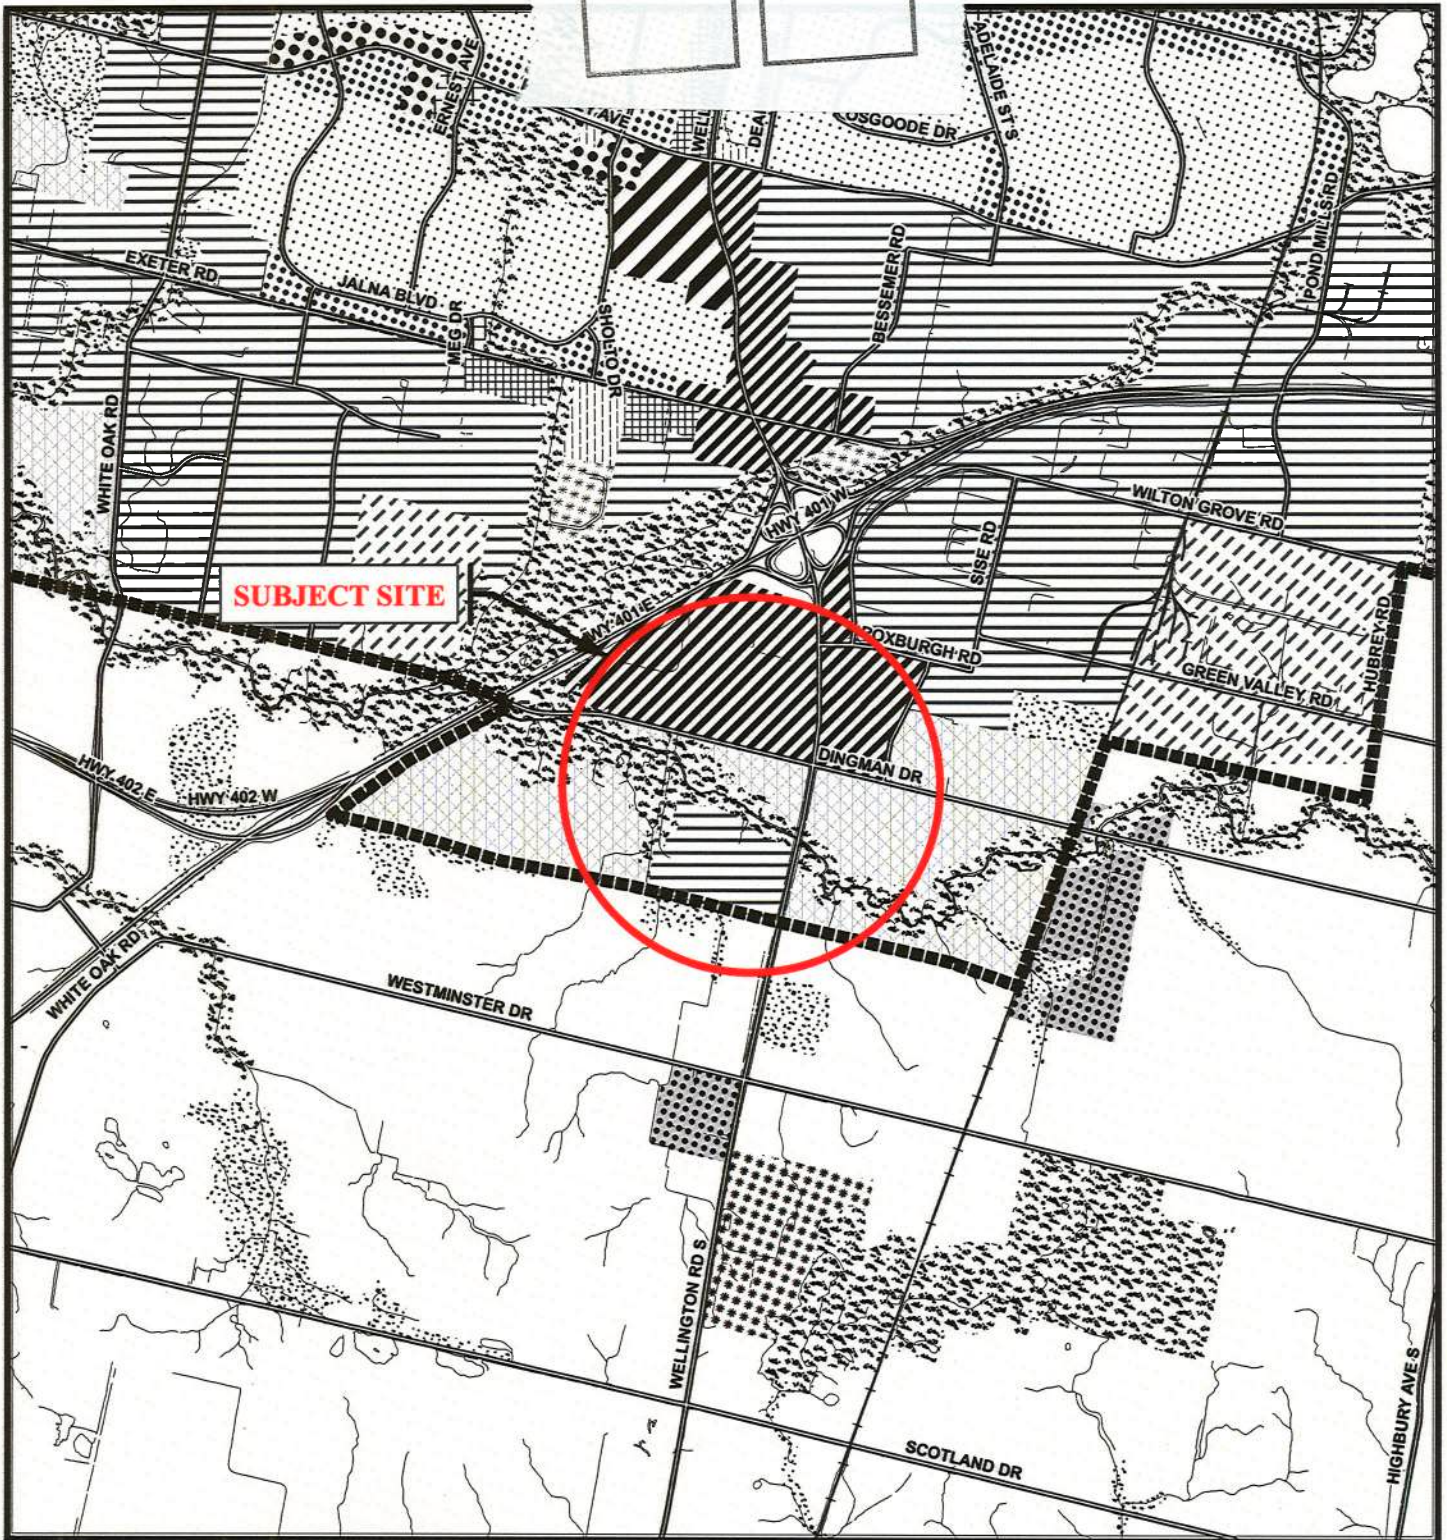 ERNEST AVE
AVE
WELL
DEA
OSGOODE DR
ADELAIDE ST S
POND MILLS RD
EXETER RD
JALNA BLVD
MEG DR
SHOLTO DR
BESSEMER RD
WHITE OAK RD
HWY 401 W
WILTON GROVE RD
SISE RD
SUBJECT SITE
HWY 401 E
ROXBURGH RD
HUBREY RD
GREEN VALLEY RD
DINGMAN DR
HWY 402 E
HWY 402 W
WHITE OAK RD
WESTMINSTER DR
WELLINGTON RD S
SCOTLAND DR
HIGHBURY AVE S